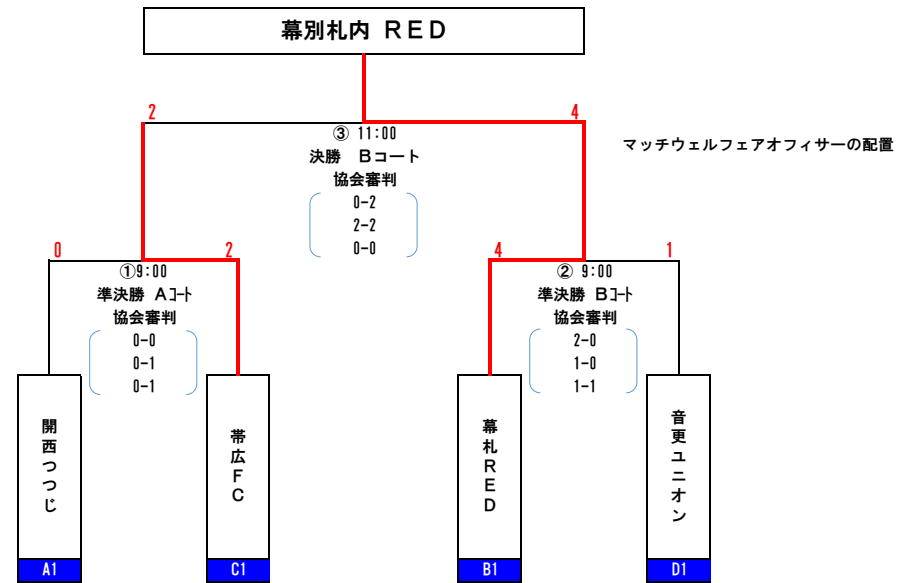 幕別札内 RED
2
4
③ 11:00
決勝 Bコート
協会審判
0-2
2-2
0-0
マッチウェルフェアオフィサーの配置
0
2
①9:00
準決勝 Aコート
協会審判
0-0
0-1
0-1
4
1
② 9:00
準決勝 Bコート
協会審判
2-0
1-0
1-1
開西つつじ
帯広FC
幕札RED
音更ユニオン
A1
C1
B1
D1